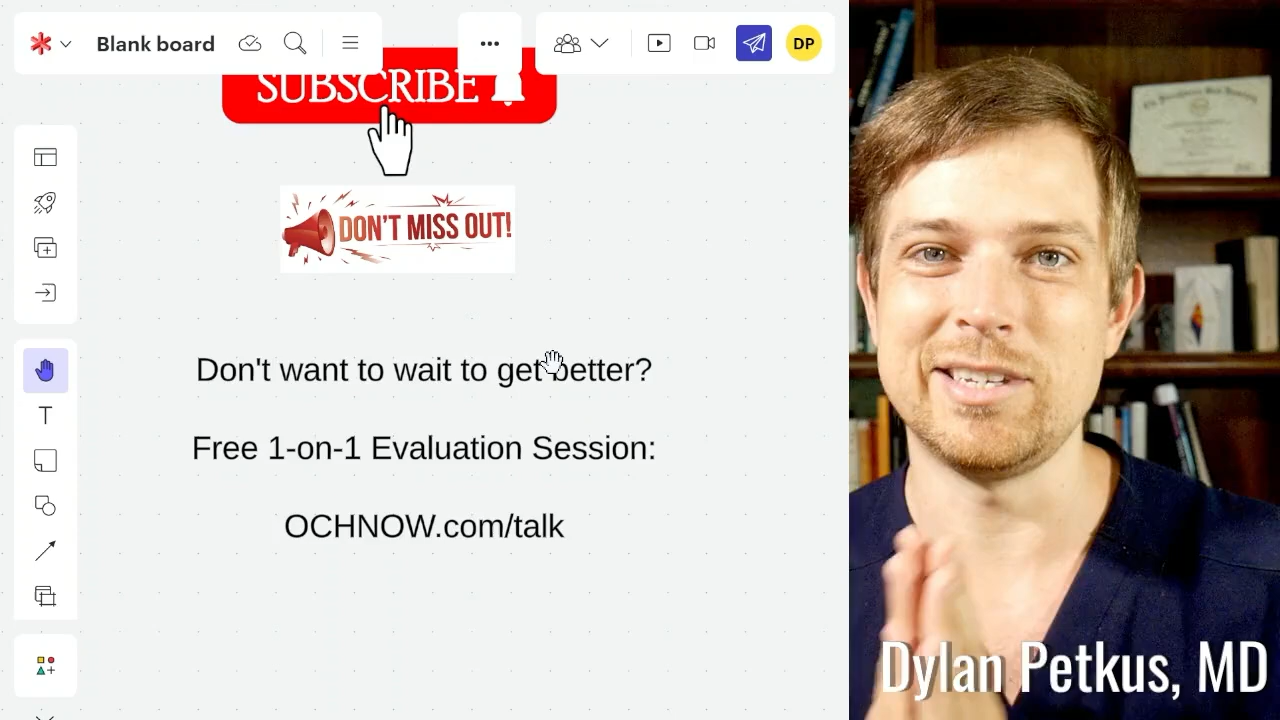 Blank board
DP
SUBSCRIBE
DON'T MISS OUT!
Don't want to wait to get better?
Free 1-on-1 Evaluation Session:
OCHNOW.com/talk
Dylan Petkus, MD